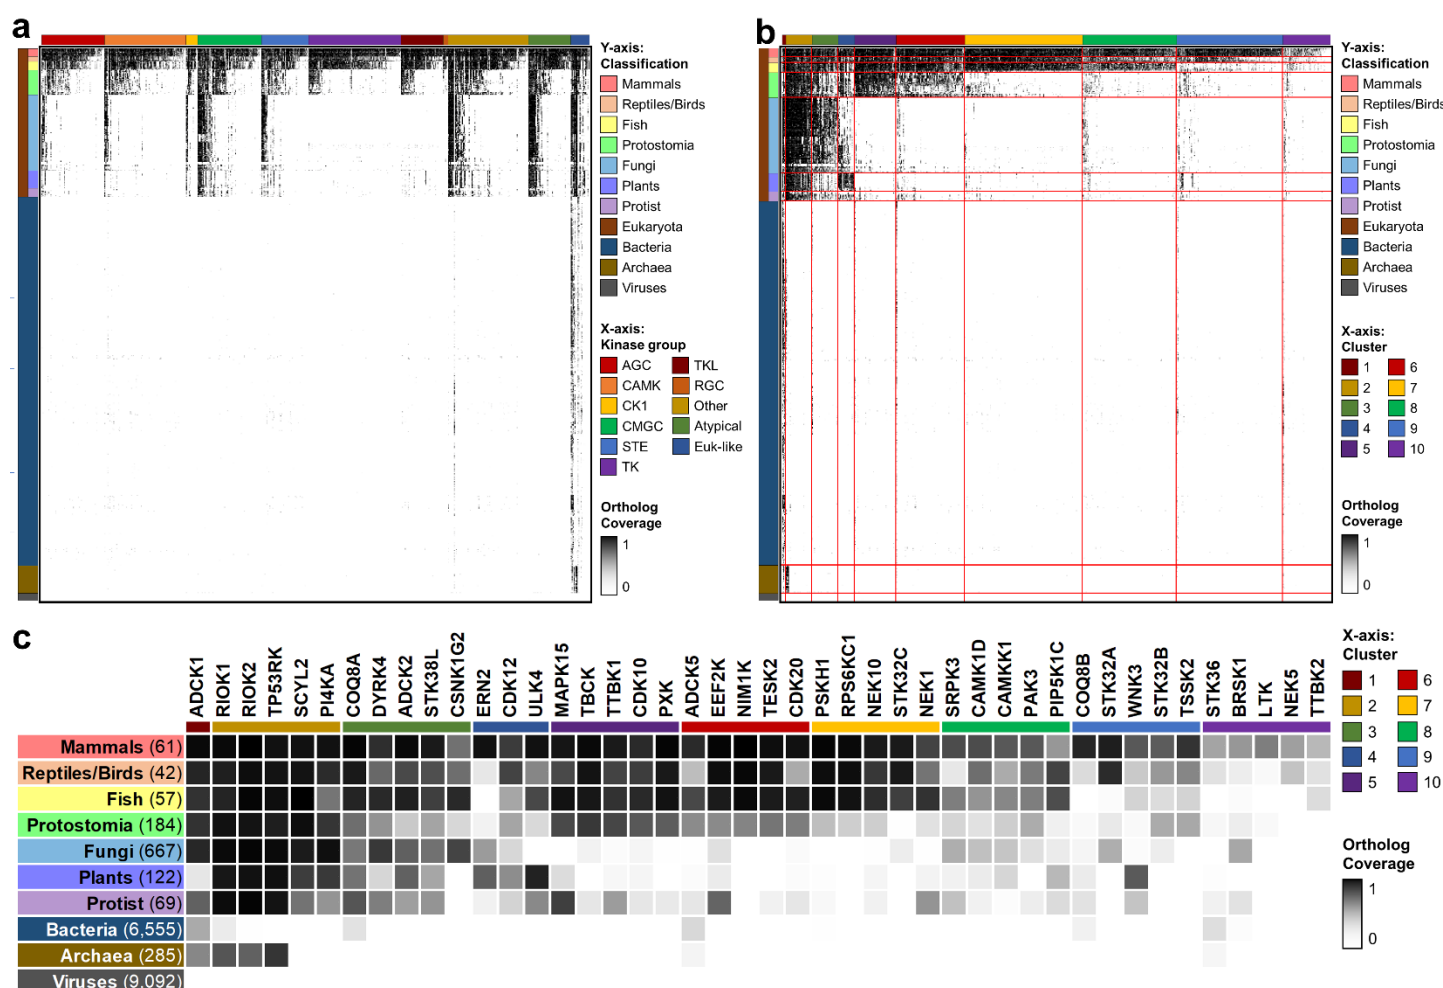 a
Y-axis:
Classification
Mammals
Reptiles/Birds
Fish
Protostomia
Fungi
Plants
Protist
Eukaryota
Bacteria
Archaea
Viruses
X-axis:
Kinase group
AGC TKL
CAMK RGC
CK1 Other
CMGC Atypical
STE Euk-like
TK
Ortholog
Coverage
1
0
b
Y-axis:
Classification
Mammals
Reptiles/Birds
Fish
Protostomia
Fungi
Plants
Protist
Eukaryota
Bacteria
Archaea
Viruses
X-axis:
Cluster
1 6
2 7
3 8
4 9
5 10
Ortholog
Coverage
1
0
c
ADCK1
RIOK1
RIOK2
TP53RK
SCYL2
PI4KA
COQ8A
DYRK4
ADCK2
STK38L
CSNK1G2
ERN2
CDK12
ULK4
MAPK15
TBCK
TTBK1
CDK10
PXK
ADCK5
EEF2K
NIM1K
TESK2
CDK20
PSKH1
RPS6KC1
NEK10
STK32C
NEK1
SRPK3
CAMK1D
CAMKK1
PAK3
PIP5K1C
COQ8B
STK32A
WNK3
STK32B
TSSK2
STK36
BRSK1
LTK
NEK5
TTBK2
Mammals (61)
Reptiles/Birds (42)
Fish (57)
Protostomia (184)
Fungi (667)
Plants (122)
Protist (69)
Bacteria (6,555)
Archaea (285)
Viruses (9,092)
X-axis:
Cluster
1 6
2 7
3 8
4 9
5 10
Ortholog
Coverage
1
0